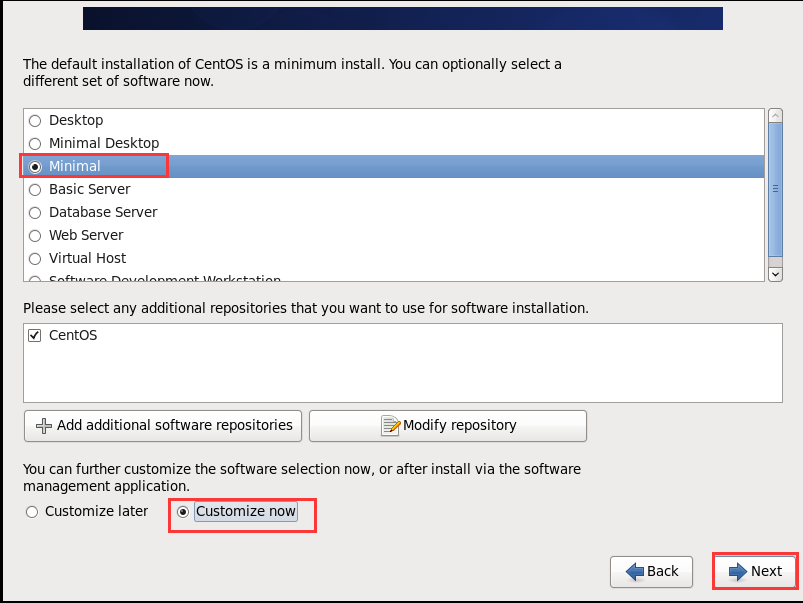 The default installation of CentOS is a minimum install. You can optionally select a
different set of software now.
Desktop
Minimal Desktop
Minimal
Basic Server
Database Server
Web Server
Virtual Host
Software Development Workstation
Please select any additional repositories that you want to use for software installation.
CentOS
Add additional software repositories
Modify repository
You can further customize the software selection now, or after install via the software
management application.
Customize later
Customize now
Back
Next